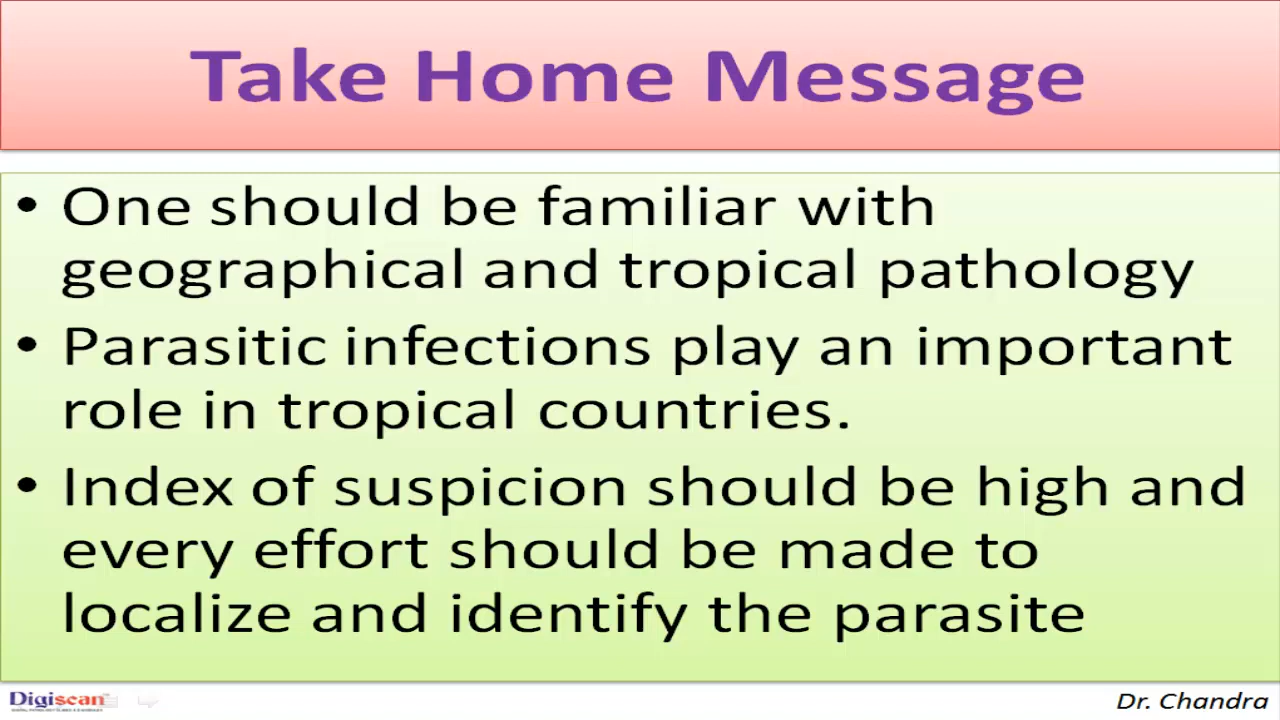 Take Home Message
• One should be familiar with
geographical and tropical pathology
• Parasitic infections play an important
role in tropical countries.
• Index of suspicion should be high and
every effort should be made to
localize and identify the parasite
Digiscan
Dr. Chandra